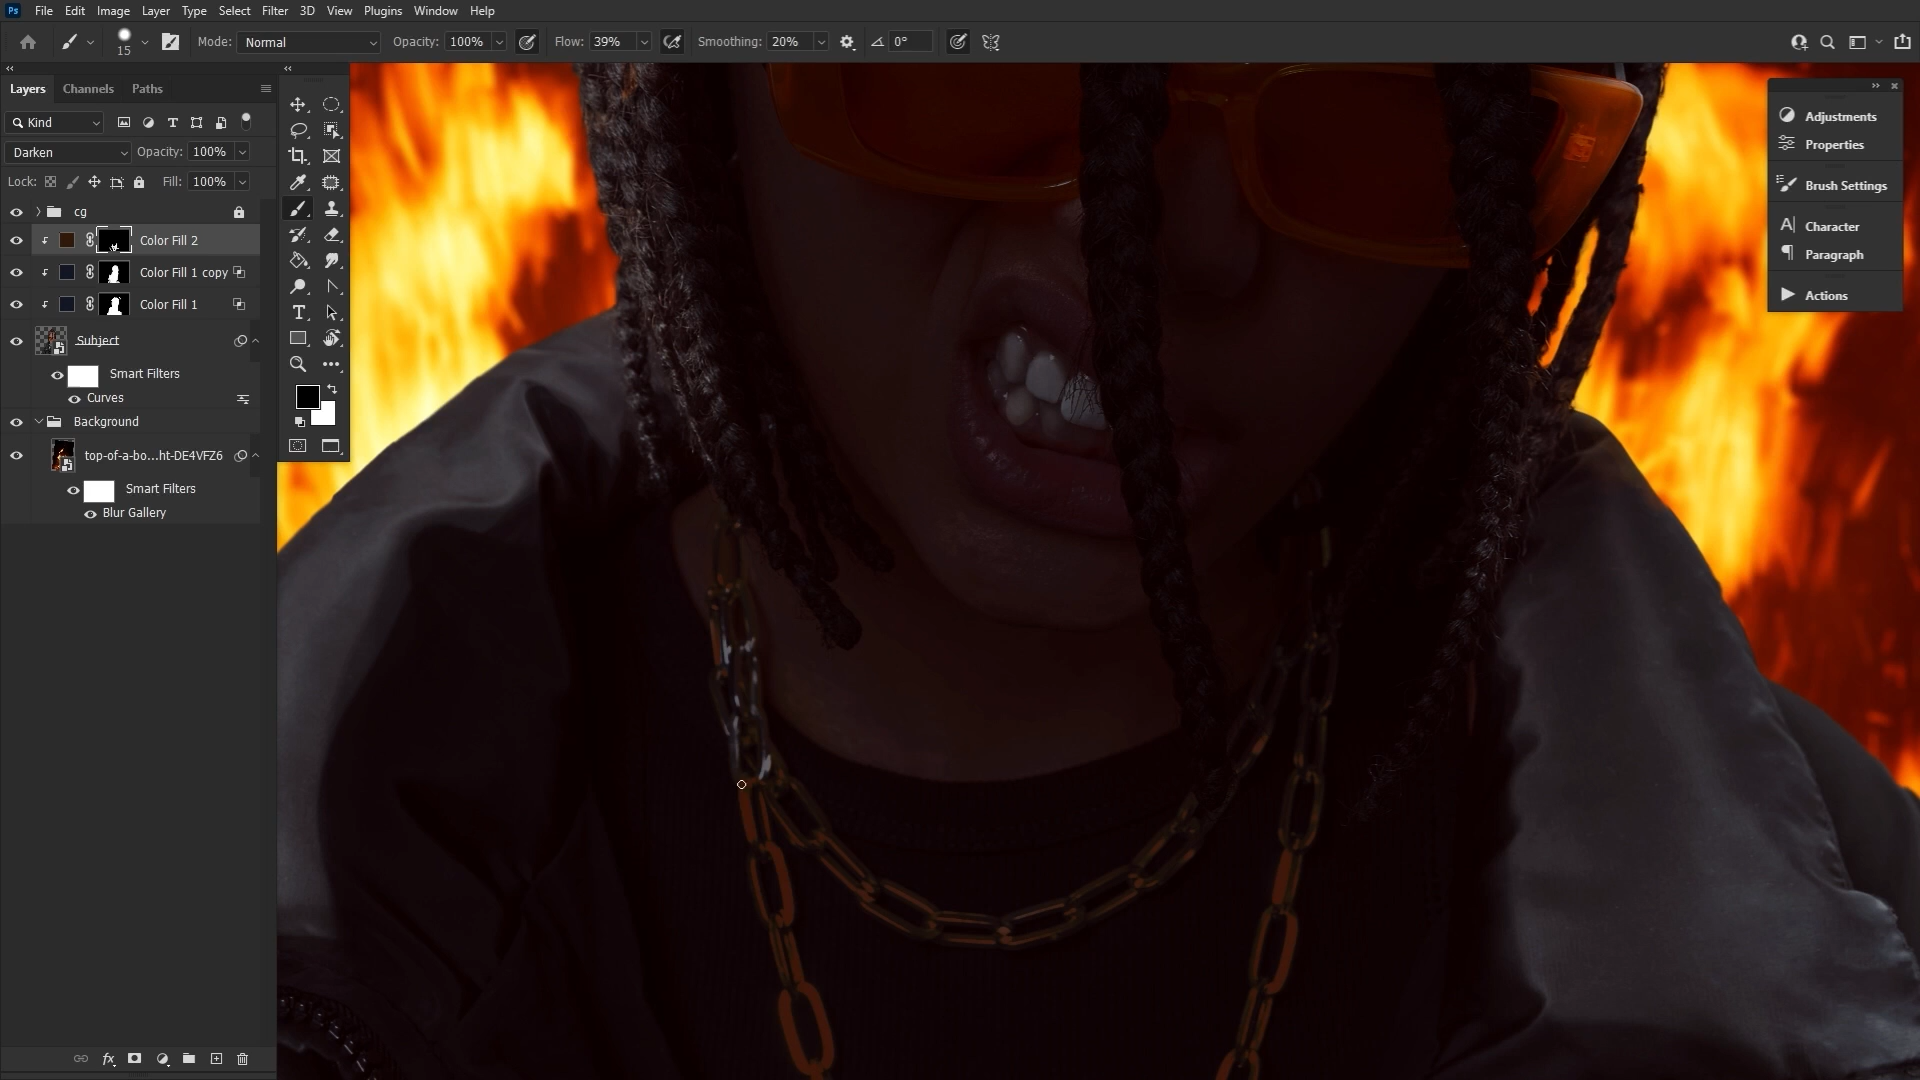 Ps File Edit Image Layer Type Select Filter 3D View Plugins Window Help
15 Mode: Normal Opacity: 100% Flow: 39% Smoothing: 20% 0°
Layers Channels Paths
Kind
Darken Opacity: 100%
Lock: Fill: 100%
cg
Color Fill 2
Color Fill 1 copy
Color Fill 1
Subject
Smart Filters
Curves
Background
top-of-a-bo...ht-DE4VFZ6
Smart Filters
Blur Gallery
fx
Adjustments
Properties
Brush Settings
Character
Paragraph
Actions